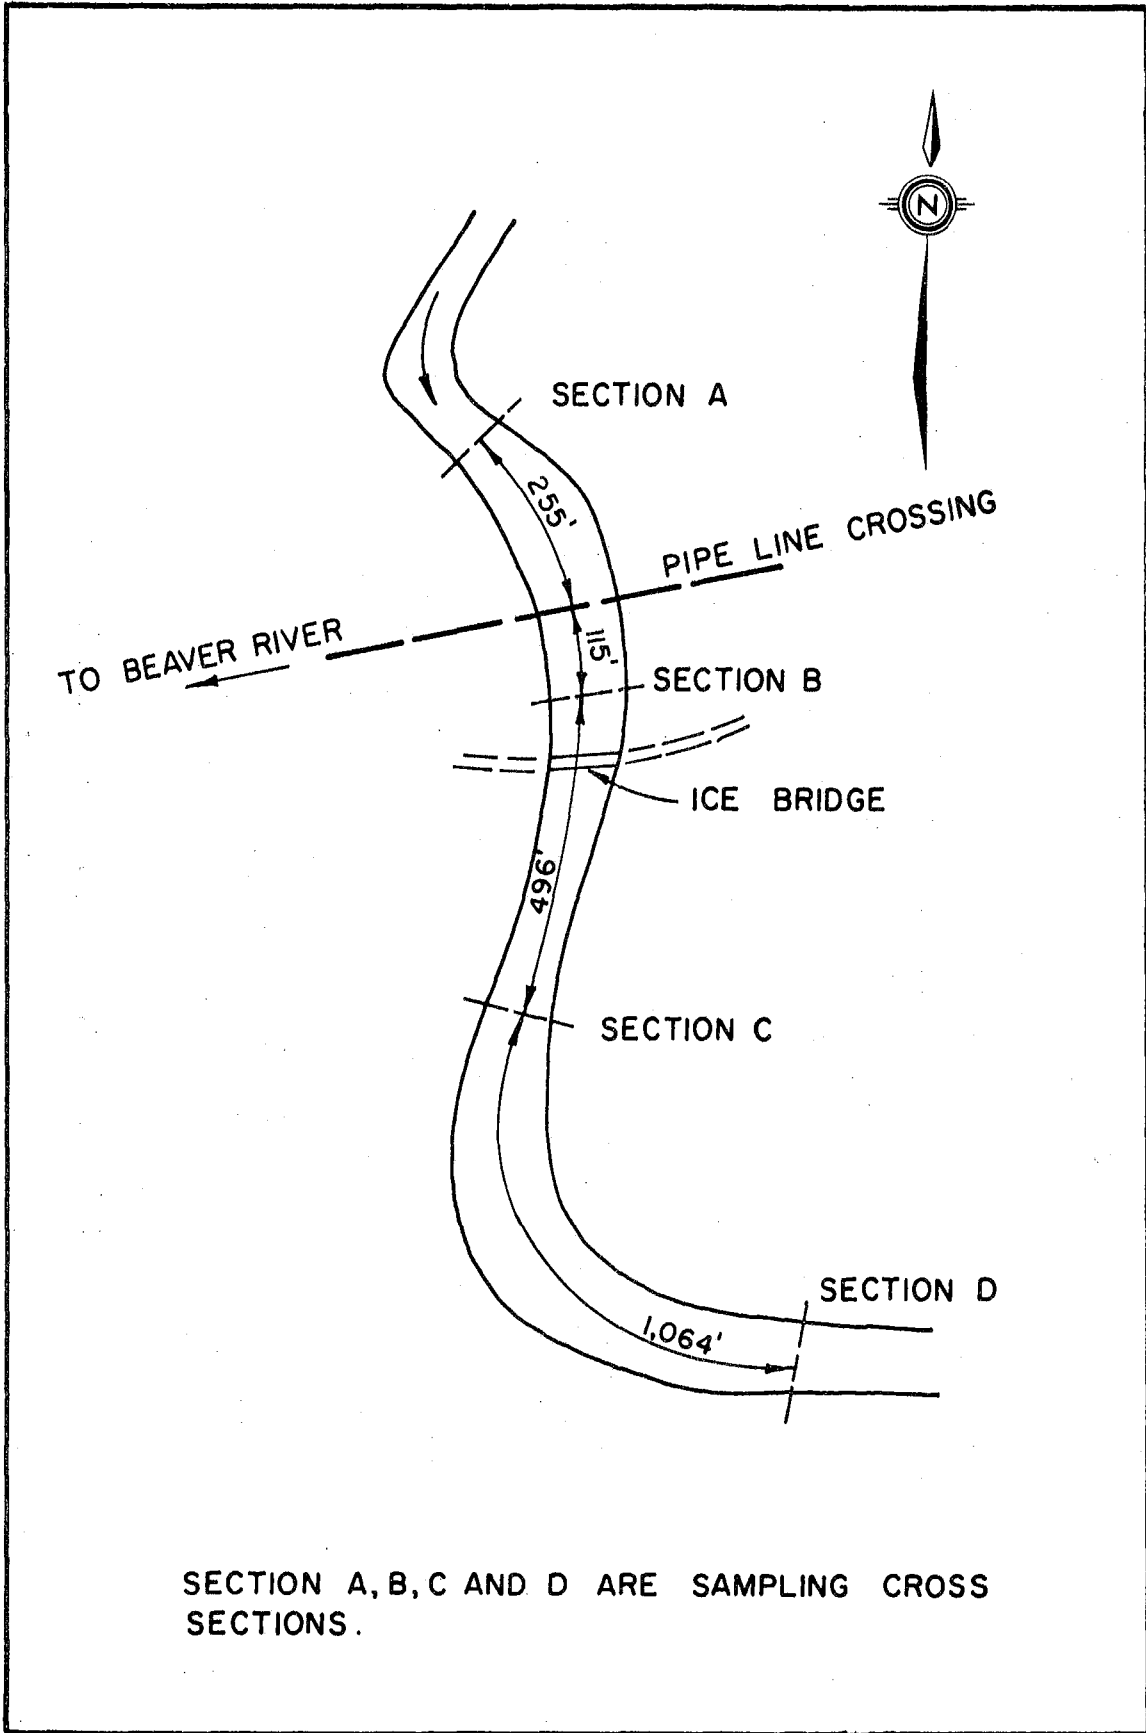 N
SECTION A
255'
PIPE LINE CROSSING
TO BEAVER RIVER
115'
SECTION B
ICE BRIDGE
496'
SECTION C
SECTION D
1,064'
SECTION A, B, C AND D ARE SAMPLING CROSS
SECTIONS.